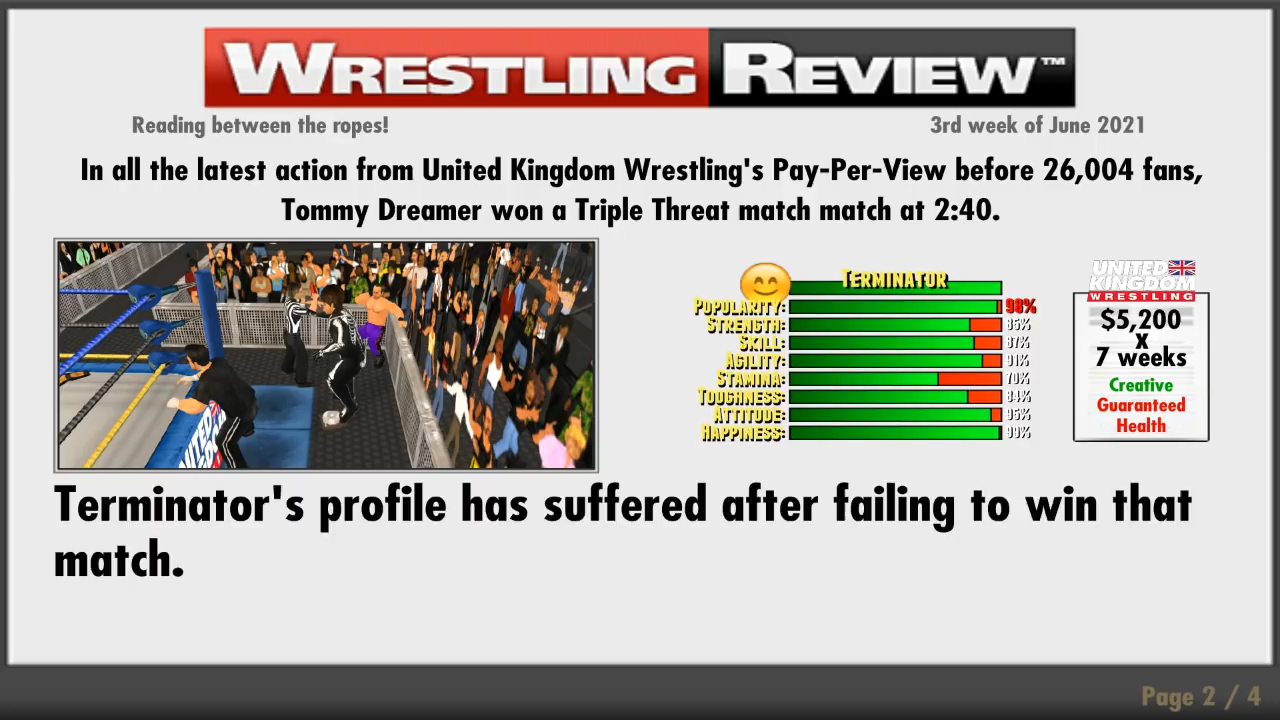 WRESTLING REVIEW™
Reading between the ropes!
3rd week of June 2021
In all the latest action from United Kingdom Wrestling's Pay-Per-View before 26,004 fans,
Tommy Dreamer won a Triple Threat match match at 2:40.
UNITED
TERMINATOR
POPULARITY: 98%
STRENGTH: 85%
SKILL: 87%
AGILITY: 91%
STAMINA: 70%
TOUGHNESS: 84%
ATTITUDE: 95%
HAPPINESS: 99%
UNITED
KINGDOM
WRESTLING
$5,200
X
7 weeks
Creative
Guaranteed
Health
Terminator's profile has suffered after failing to win that
match.
Page 2 / 4